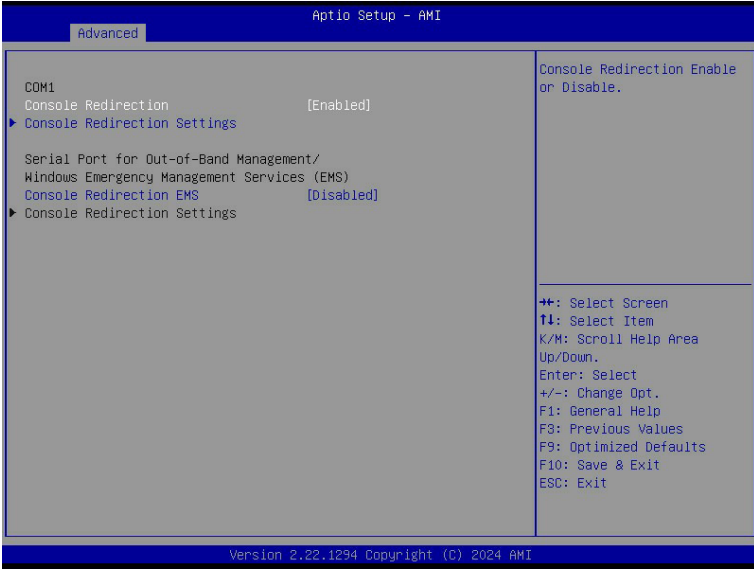 Aptio Setup – AMI
Advanced
COM1
Console Redirection [Enabled]
Console Redirection Settings
Serial Port for Out-of-Band Management/
Windows Emergency Management Services (EMS)
Console Redirection EMS [Disabled]
Console Redirection Settings
Console Redirection Enable
or Disable.
→←: Select Screen
↑↓: Select Item
K/M: Scroll Help Area
Up/Down.
Enter: Select
+/-: Change Opt.
F1: General Help
F3: Previous Values
F9: Optimized Defaults
F10: Save & Exit
ESC: Exit
Version 2.22.1294 Copyright (C) 2024 AMI